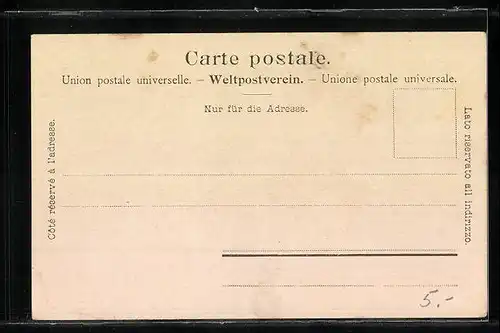 Carte postale.
Union postale universelle. – Weltpostverein. – Unione postale universale.
Nur für die Adresse.
Côté réservé à l'adresse.
Lato riservato all indirizzo.
5.-